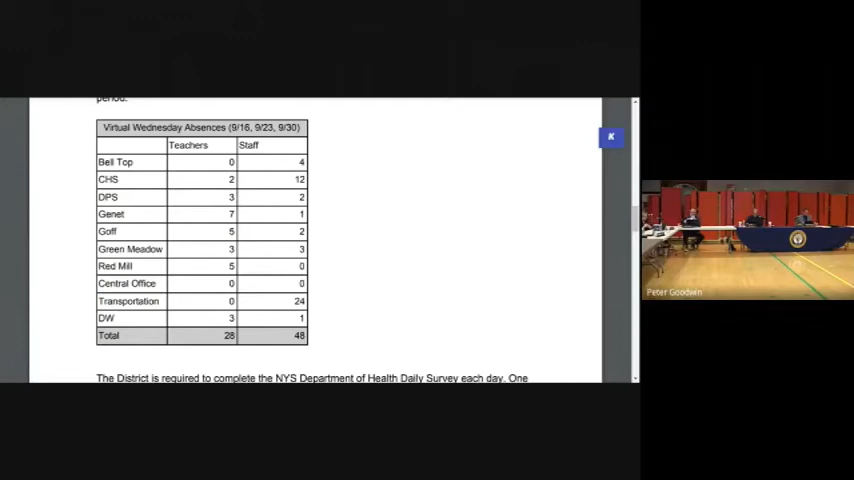 period.
Virtual Wednesday Absences (9/16, 9/23, 9/30)
Teachers Staff
Bell Top 0 4
CHS 2 12
DPS 3 2
Genet 7 1
Goff 5 2
Green Meadow 3 3
Red Mill 5 0
Central Office 0 0
Transportation 0 24
DW 3 1
Total 28 48
The District is required to complete the NYS Department of Health Daily Survey each day. One
K
Peter Goodwin